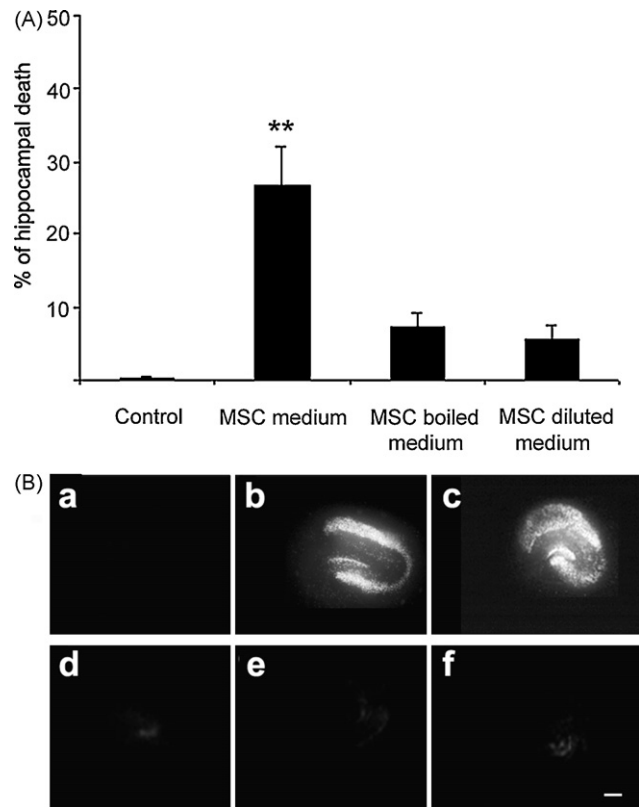 (A)
% of hippocampal death
50
40
30
20
10
**
Control
MSC medium
MSC boiled
medium
MSC diluted
medium
(B)
a
b
c
d
e
f